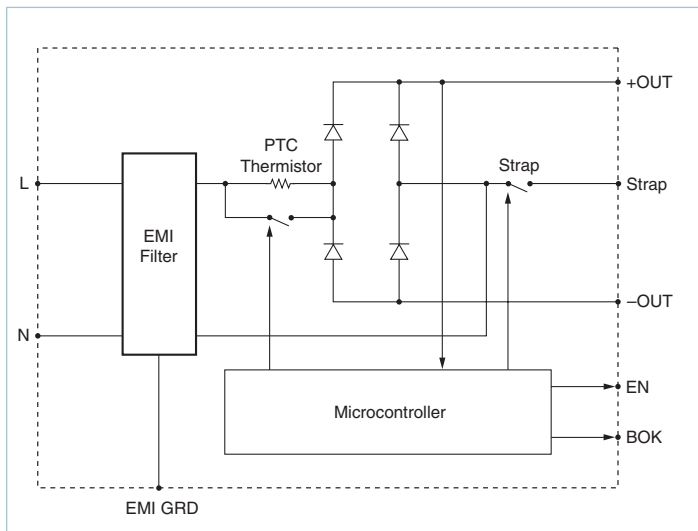 +OUT
PTC
Thermistor
Strap
L
Strap
EMI
Filter
–OUT
N
EN
Microcontroller
BOK
EMI GRD